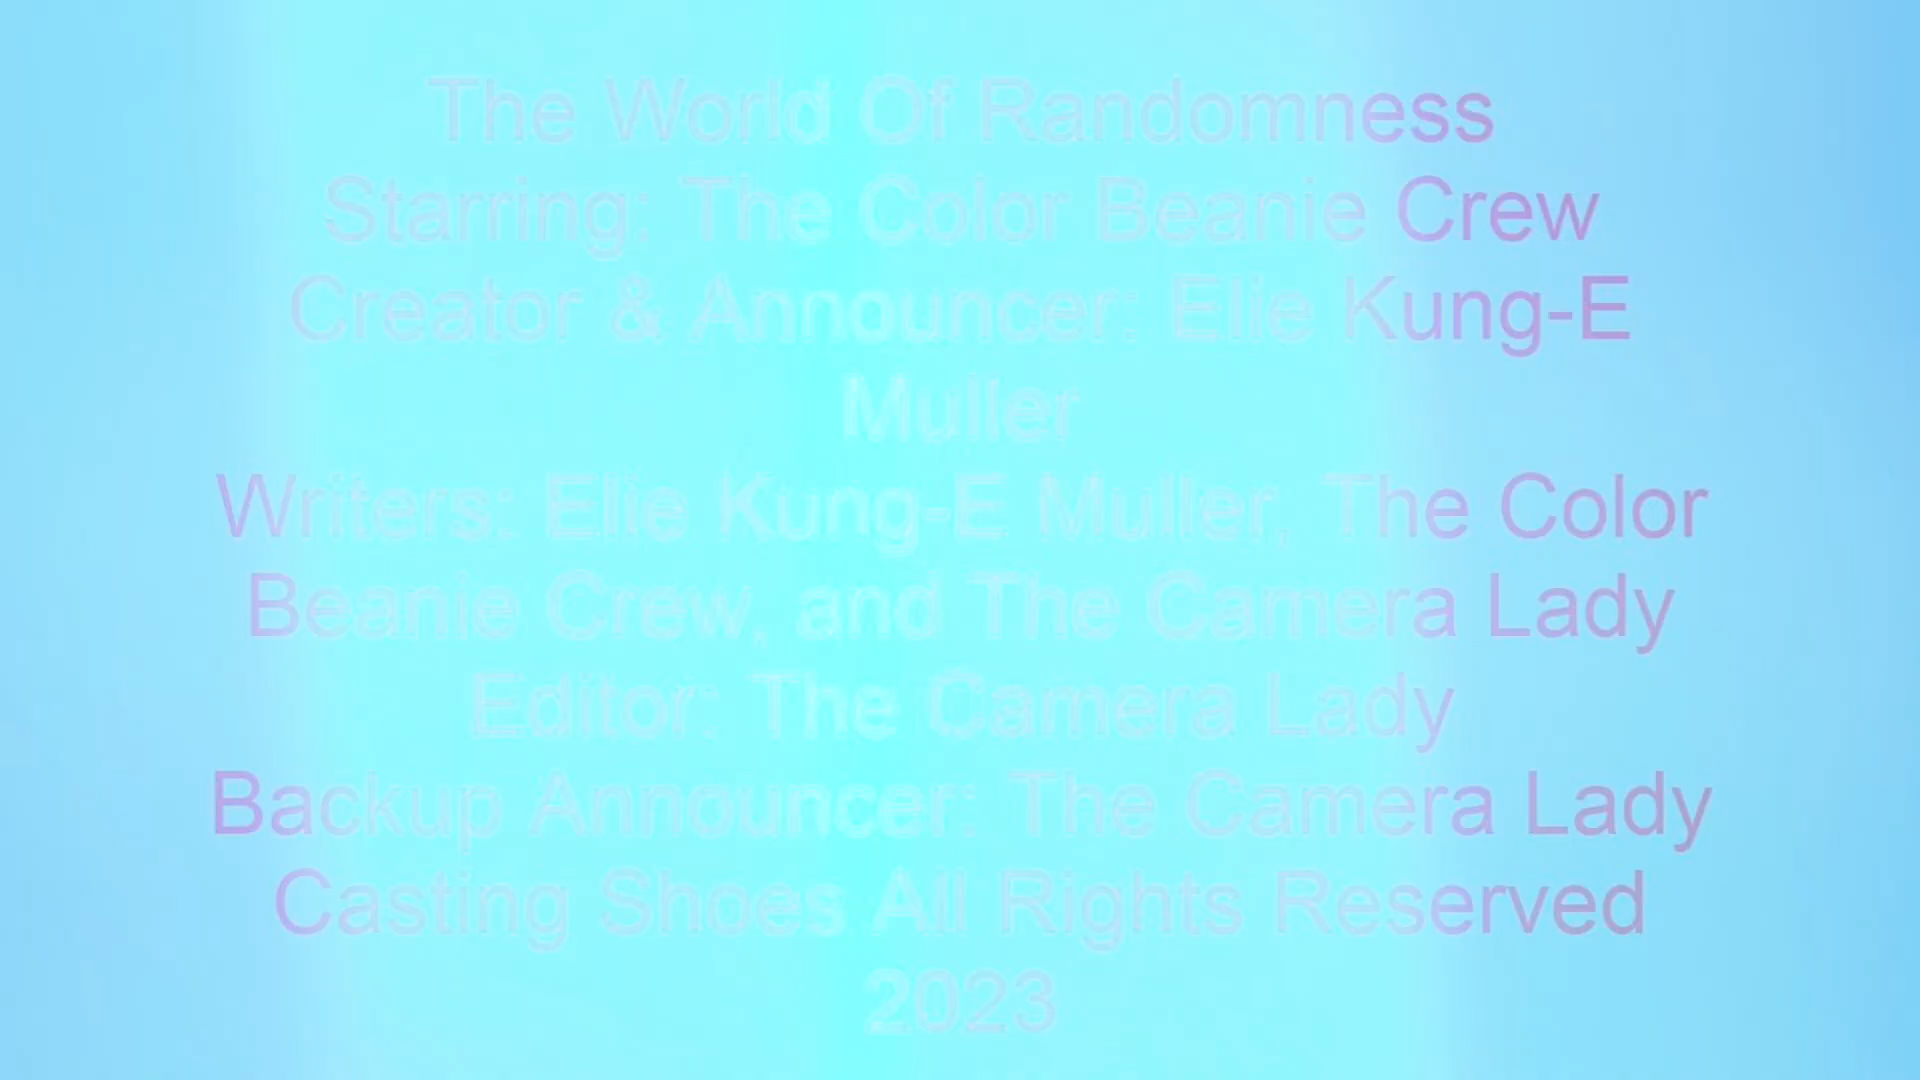 The World Of Randomness
Starring: The Color Beanie Crew
Creator & Announcer: Elie Kung-E
Muller
Writers: Elie Kung-E Muller, The Color
Beanie Crew, and The Camera Lady
Editor: The Camera Lady
Backup Announcer: The Camera Lady
Casting Shoes All Rights Reserved
2023